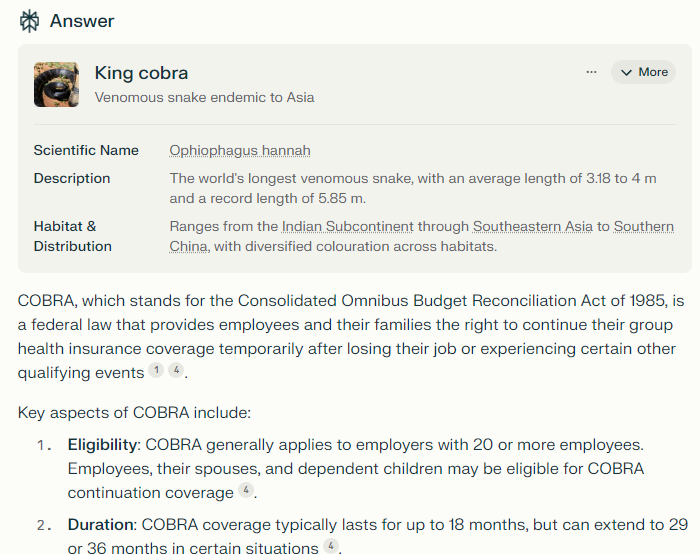 Answer
King cobra
... More
Venomous snake endemic to Asia
Scientific Name Ophiophagus hannah
Description The world's longest venomous snake, with an average length of 3.18 to 4 m
and a record length of 5.85 m.
Habitat & Ranges from the Indian Subcontinent through Southeastern Asia to Southern
Distribution China, with diversified colouration across habitats.
COBRA, which stands for the Consolidated Omnibus Budget Reconciliation Act of 1985, is
a federal law that provides employees and their families the right to continue their group
health insurance coverage temporarily after losing their job or experiencing certain other
qualifying events 1 4.
Key aspects of COBRA include:
1. Eligibility: COBRA generally applies to employers with 20 or more employees.
Employees, their spouses, and dependent children may be eligible for COBRA
continuation coverage 4.
2. Duration: COBRA coverage typically lasts for up to 18 months, but can extend to 29
or 36 months in certain situations 4.